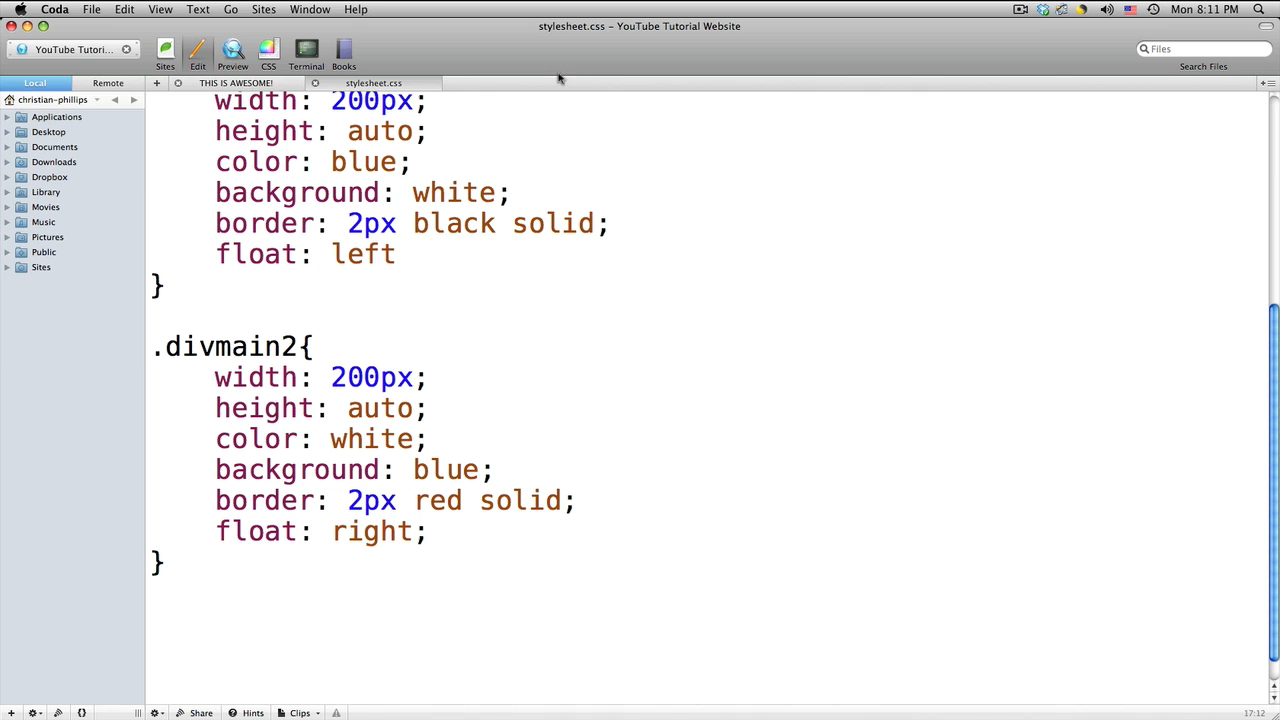 Coda File Edit View Text Go Sites Window Help Mon 8:11 PM
stylesheet.css – YouTube Tutorial Website
YouTube Tutori... Files
Sites Edit Preview CSS Terminal Books Search Files
Local Remote THIS IS AWESOME! stylesheet.css
christian-phillips
Applications
Desktop
Documents
Downloads
Dropbox
Library
Movies
Music
Pictures
Public
Sites
width: 200px;
height: auto;
color: blue;
background: white;
border: 2px black solid;
float: left
}
.divmain2{
width: 200px;
height: auto;
color: white;
background: blue;
border: 2px red solid;
float: right;
}
Share Hints Clips 17:12